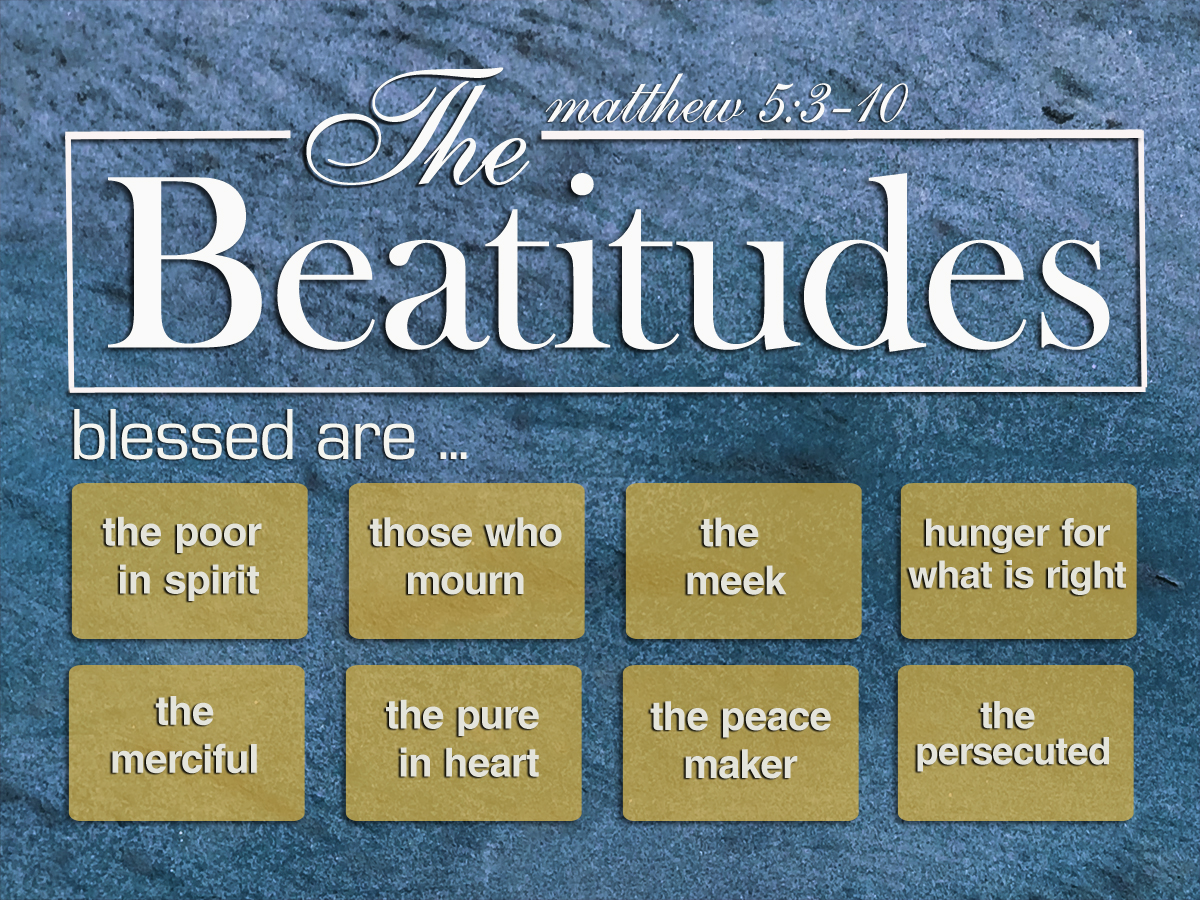 The
matthew 5:3-10
Beatitudes
blessed are ...
the poor
in spirit
those who
mourn
the
meek
hunger for
what is right
the
merciful
the pure
in heart
the peace
maker
the
persecuted